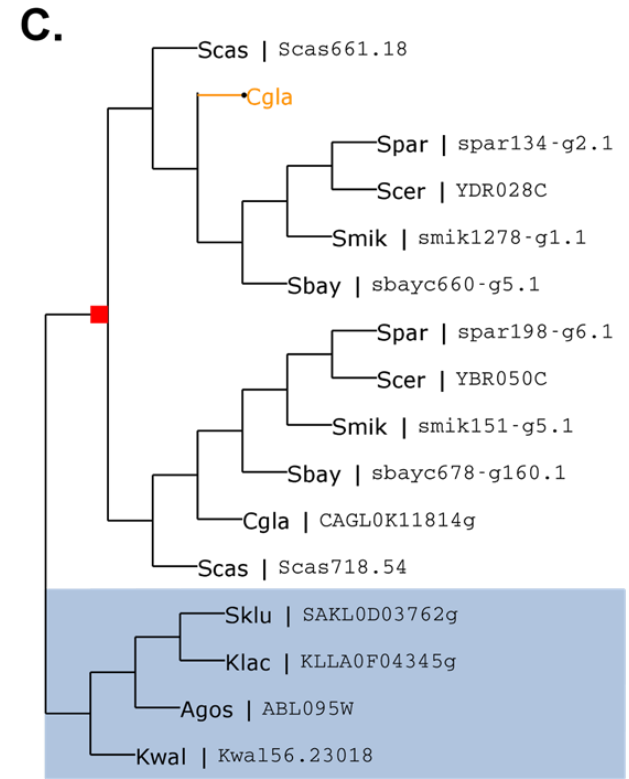 C.
Scas | Scas661.18
Cgla
Spar | spar134-g2.1
Scer | YDR028C
Smik | smik1278-g1.1
Sbay | sbayc660-g5.1
Spar | spar198-g6.1
Scer | YBR050C
Smik | smik151-g5.1
Sbay | sbayc678-g160.1
Cgla | CAGL0K11814g
Scas | Scas718.54
Sklu | SAKL0D03762g
Klac | KLLA0F04345g
Agos | ABL095W
Kwal | Kwal56.23018